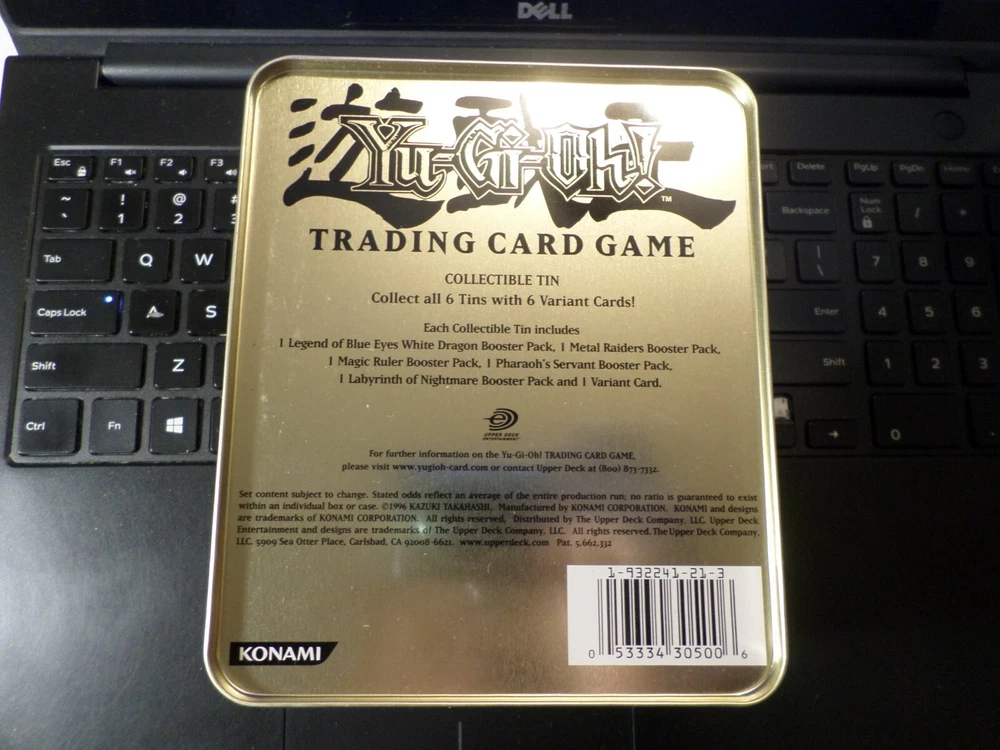 DELL
遊戯王
Yu-Gi-Oh!
TM
TRADING CARD GAME
COLLECTIBLE TIN
Collect all 6 Tins with 6 Variant Cards!
Each Collectible Tin includes
1 Legend of Blue Eyes White Dragon Booster Pack, 1 Metal Raiders Booster Pack,
1 Magic Ruler Booster Pack, 1 Pharaoh's Servant Booster Pack,
1 Labyrinth of Nightmare Booster Pack and 1 Variant Card.
UPPER DECK
ENTERTAINMENT
For further information on the Yu-Gi-Oh! TRADING CARD GAME,
please visit www.yugioh-card.com or contact Upper Deck at (800) 873-7332.
Set content subject to change. Stated odds reflect an average of the entire production run; no ratio is guaranteed to exist
within an individual box or case. ©1996 KAZUKI TAKAHASHI. Manufactured by KONAMI CORPORATION. KONAMI and designs
are trademarks of KONAMI CORPORATION. All rights reserved. Distributed by The Upper Deck Company, LLC. Upper Deck
Entertainment and designs are trademarks of The Upper Deck Company, LLC. All rights reserved. The Upper Deck Company,
LLC. 5909 Sea Otter Place, Carlsbad, CA 92008-6621. www.upperdeck.com Pat. 5,662,332
1-932241-21-3
0 53334 30500 6
KONAMI
Esc F1 F2 F3
Delete PgUp PgDn Home
~ ` ! 1 @ 2
Backspace Num Lock / *
Tab Q W
| \ 7 8 9
Caps Lock A S
Enter 4 5 6
Shift Z
Shift 1 2 3
Ctrl Fn
0